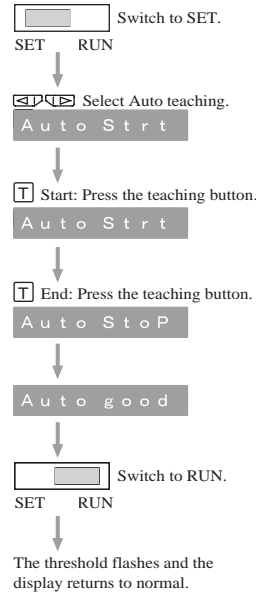 Switch to SET.
SET RUN
Select Auto teaching.
Auto Strt
T Start: Press the teaching button.
Auto Strt
T End: Press the teaching button.
Auto StoP
Auto good
Switch to RUN.
SET RUN
The threshold flashes and the
display returns to normal.